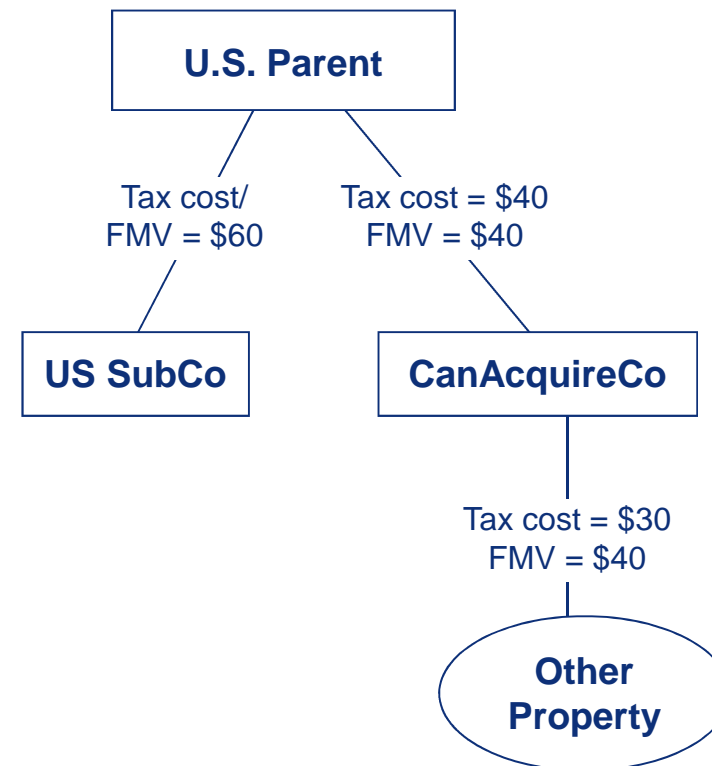 U.S. Parent
Tax cost/
FMV = $60
Tax cost = $40
FMV = $40
US SubCo
CanAcquireCo
Tax cost = $30
FMV = $40
Other
Property